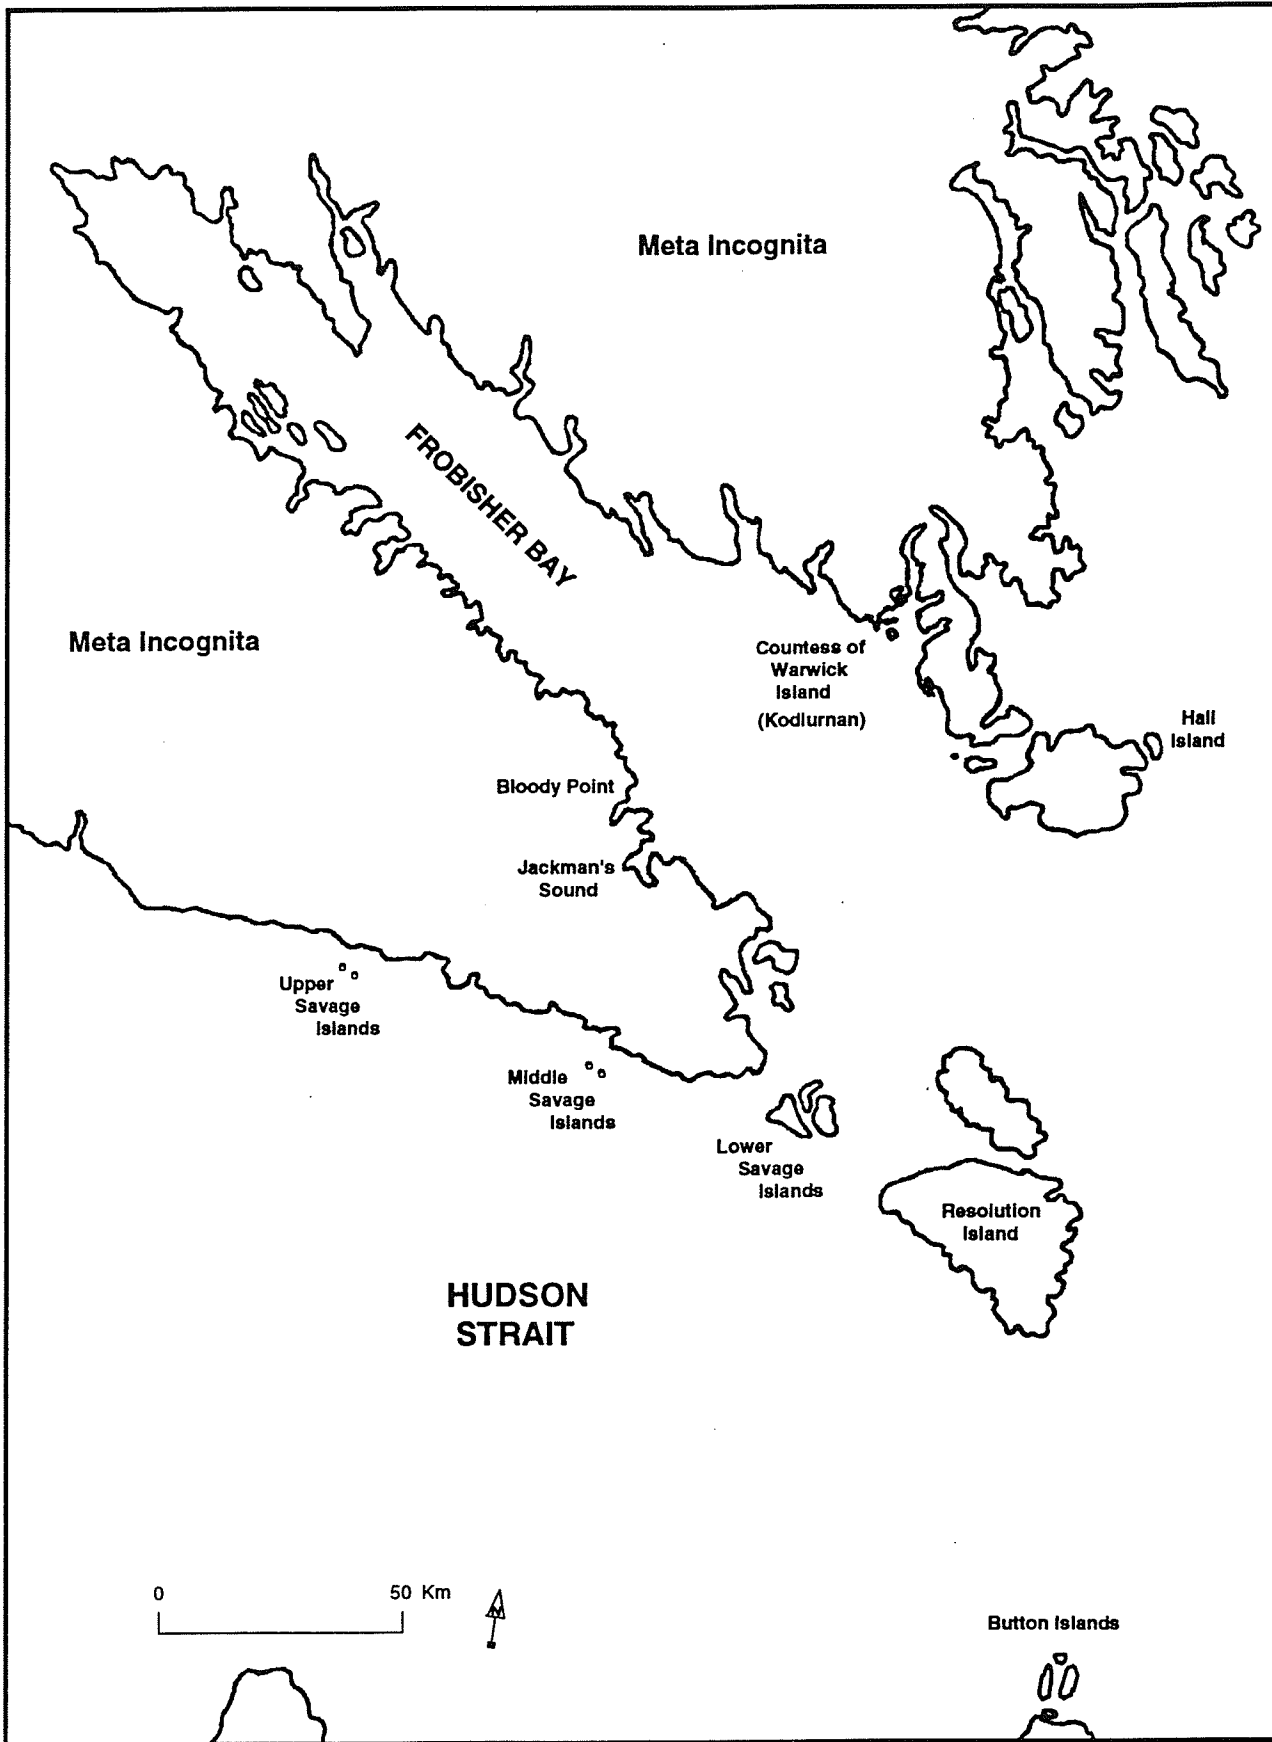 Meta Incognita
FROBISHER BAY
Meta Incognita
Countess of
Warwick
Island
(Kodlurnan)
Hall
Island
Bloody Point
Jackman's
Sound
Upper
Savage
Islands
Middle
Savage
Islands
Lower
Savage
Islands
Resolution
Island
HUDSON
STRAIT
0 50 Km
N
Button Islands